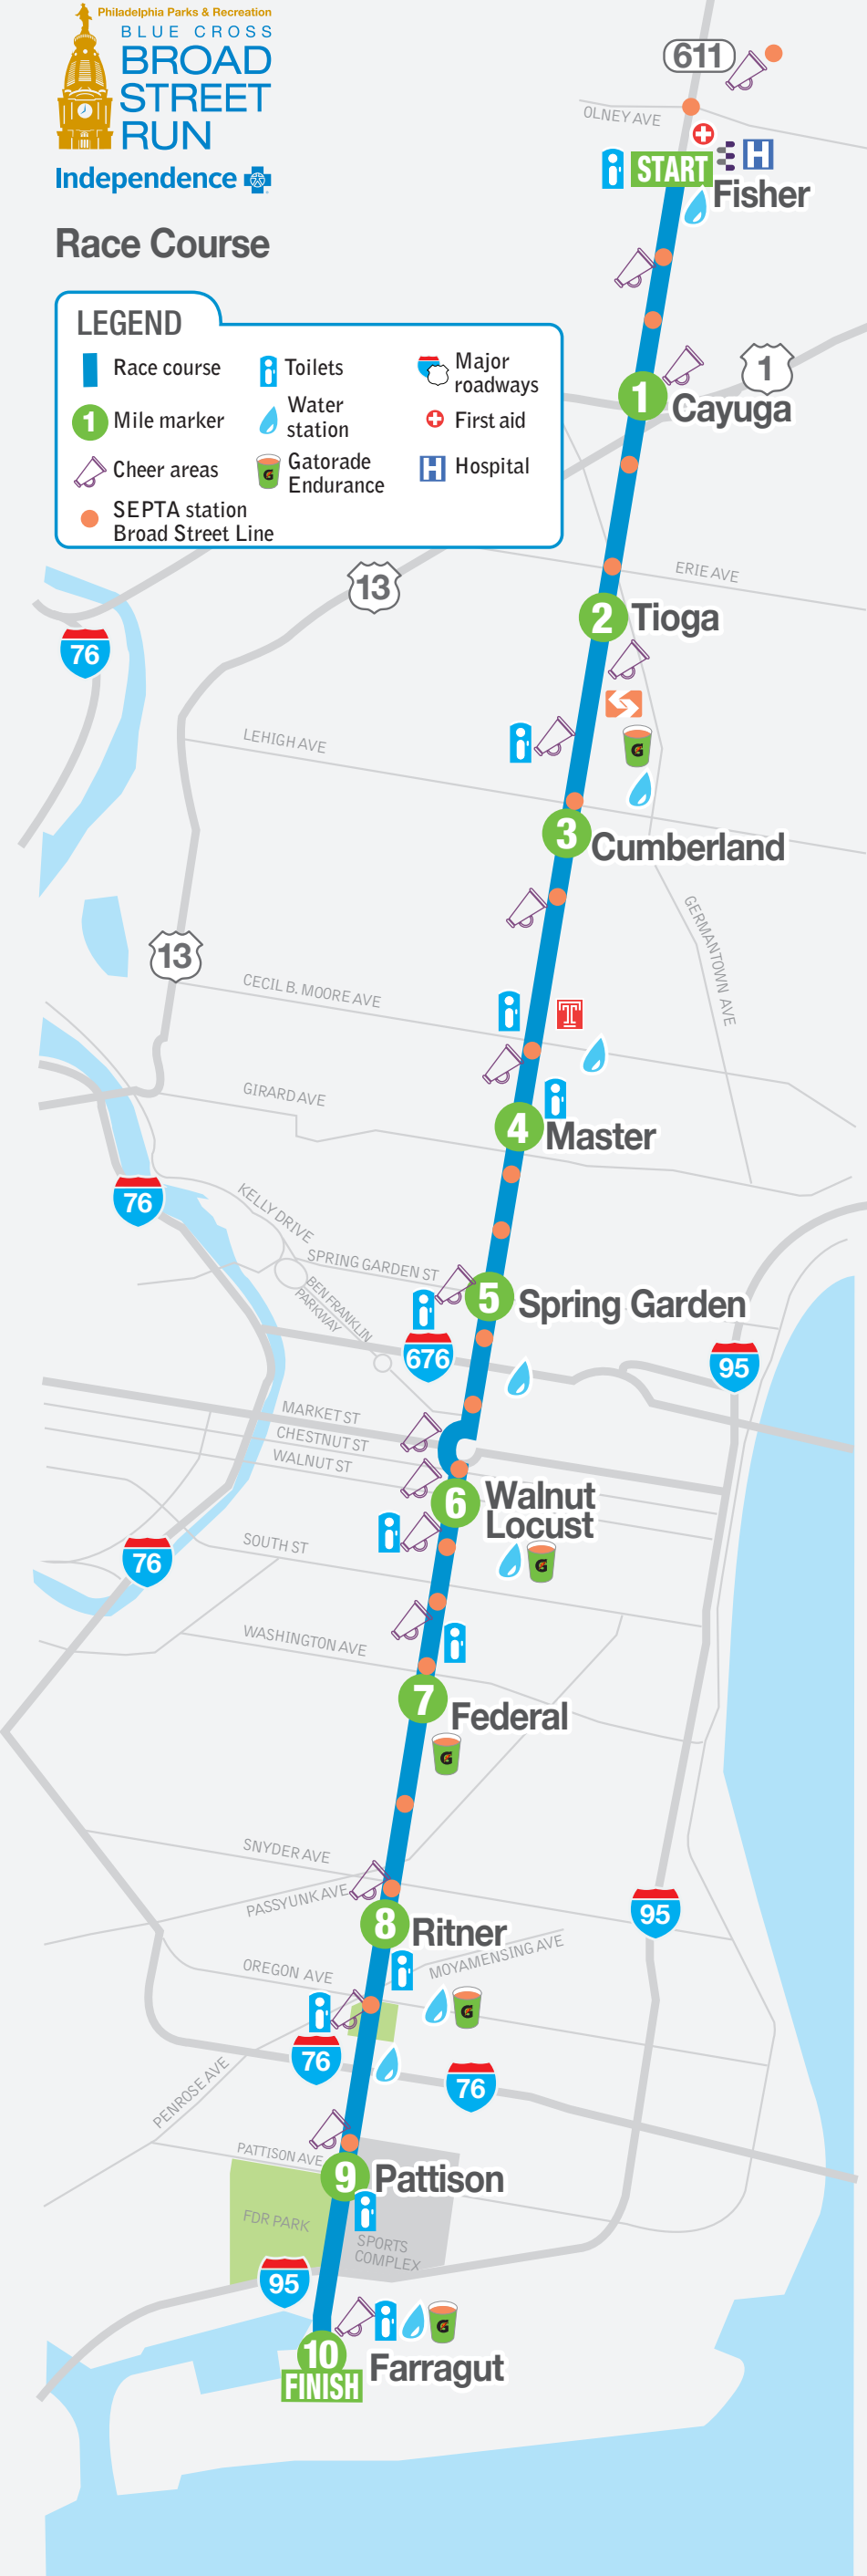 Philadelphia Parks & Recreation
BLUE CROSS
BROAD
STREET
RUN
Independence
Race Course
611
OLNEY AVE
START
H
Fisher
LEGEND
Race course
Toilets
Major
roadways
1
Mile marker
Water
station
First aid
Cheer areas
G
Gatorade
Endurance
H
Hospital
SEPTA station
Broad Street Line
1
1
Cayuga
ERIE AVE
13
2
Tioga
76
LEHIGH AVE
G
3
Cumberland
GERMANTOWN AVE
13
CECIL B. MOORE AVE
T
GIRARD AVE
4
Master
76
KELLY DRIVE
SPRING GARDEN ST
BEN FRANKLIN
PARKWAY
5
Spring Garden
676
95
MARKET ST
CHESTNUT ST
WALNUT ST
6
Walnut
Locust
G
SOUTH ST
76
WASHINGTON AVE
7
Federal
G
SNYDER AVE
PASSYUNK AVE
95
8
Ritner
MOYAMENSING AVE
OREGON AVE
G
76
76
PENROSE AVE
PATTISON AVE
9
Pattison
FDR PARK
SPORTS
COMPLEX
95
G
10
FINISH
Farragut